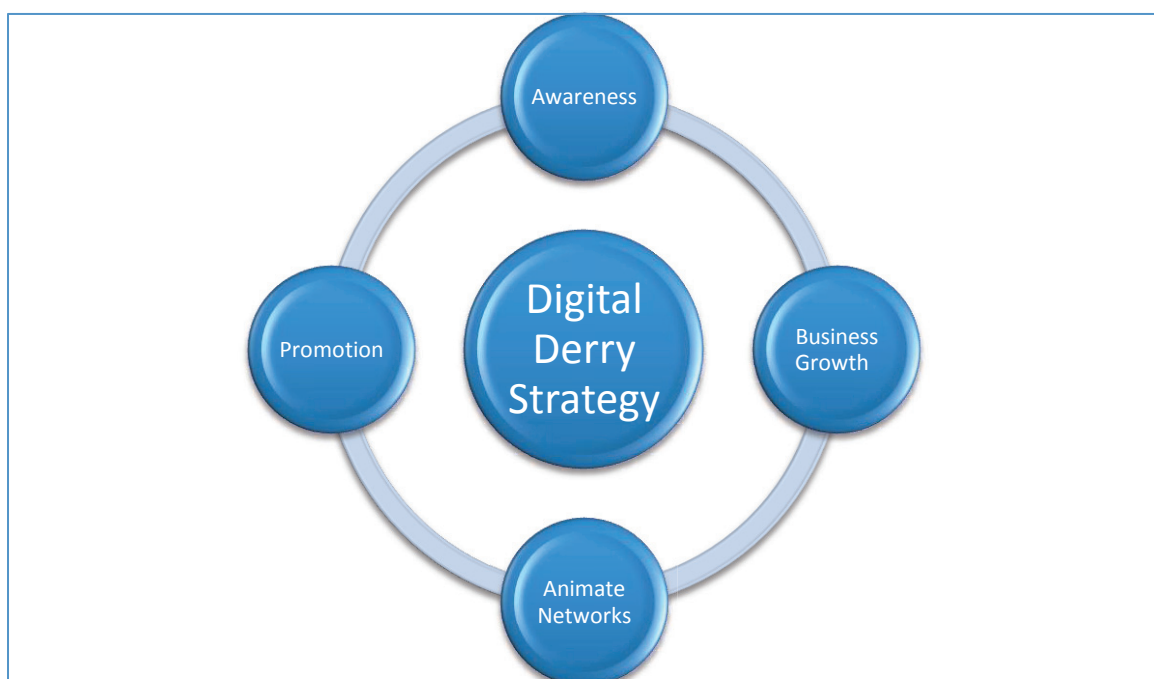 Awareness
Promotion
Digital
Derry
Strategy
Business
Growth
Animate
Networks